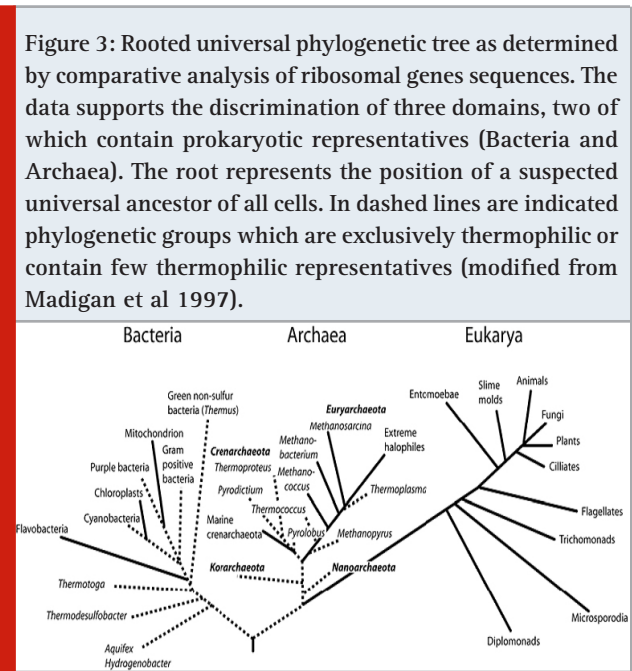 Figure 3: Rooted universal phylogenetic tree as determined
by comparative analysis of ribosomal genes sequences. The
data supports the discrimination of three domains, two of
which contain prokaryotic representatives (Bacteria and
Archaea). The root represents the position of a suspected
universal ancestor of all cells. In dashed lines are indicated
phylogenetic groups which are exclusively thermophilic or
contain few thermophilic representatives (modified from
Madigan et al 1997).
Bacteria
Archaea
Eukarya
Green non-sulfur
bacteria (Themus)
Mitochondrion
Gram
positive
bacteria
Purple bacteria
Chloroplasts
Cyanobacteria
Flavobacteria
Thermotoga
Thermodesulfobacter
Aquifex
Hydrogenobacter
Euryarchaeota
Methanosarcina
Crenarchaeota
Thermoproteus
Methano-
bacterium
Extreme
halophiles
Methano-
coccus
Pyrodictium
Thermoplasma
Thermococcus
Marine
crenarchaeota
Pyrolobus
Methanopyrus
Korarchaeota
Nanoarchaeota
Entomoebae
Slime
molds
Animals
Fungi
Plants
Cilliates
Flagellates
Trichomonads
Microsporodia
Diplomonads